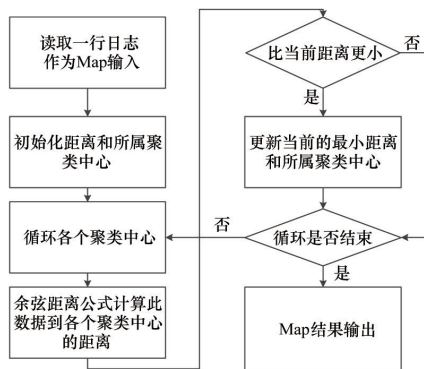 读取一行日志
作为Map输入
初始化距离和所属聚
类中心
循环各个聚类中心
余弦距离公式计算此
数据到各个聚类中心
的距离
比当前距离更小
否
是
更新当前的最小距离
和所属聚类中心
否
循环是否结束
是
Map结果输出